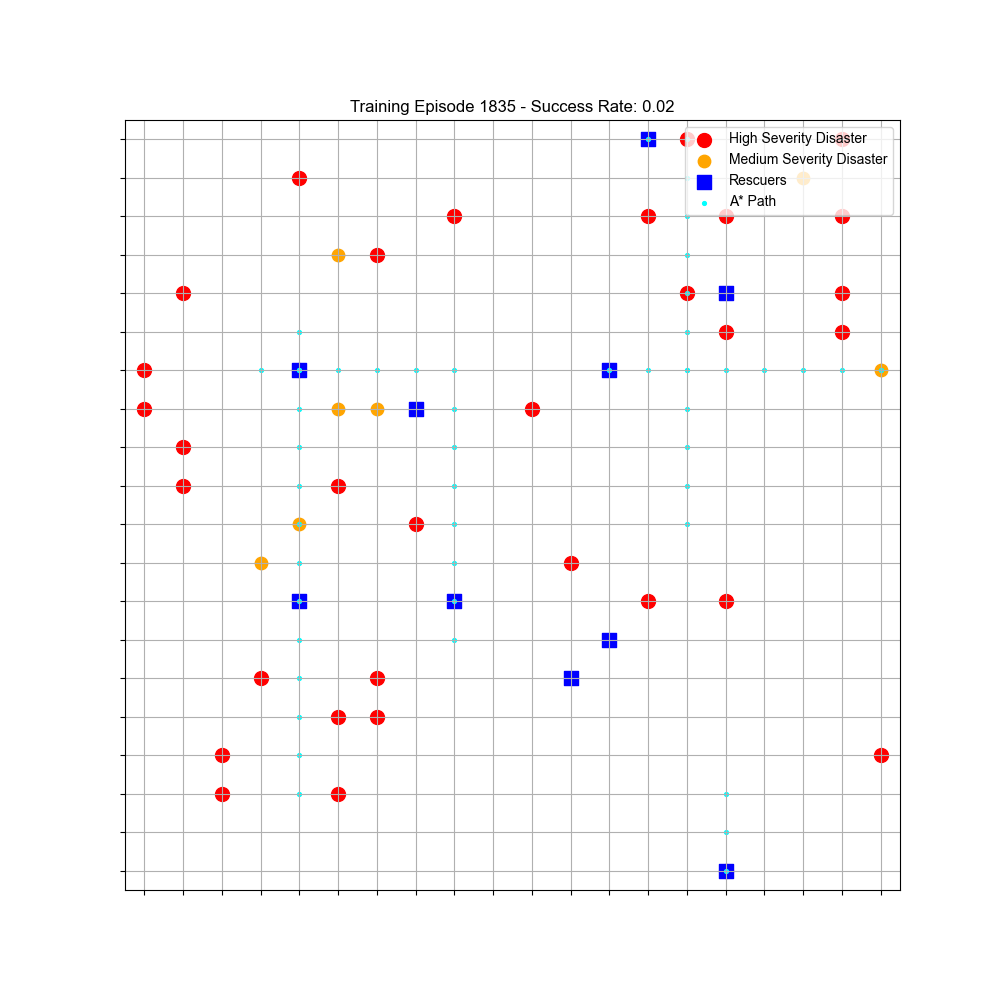 Training Episode 1835 - Success Rate: 0.02
High Severity Disaster
Medium Severity Disaster
Rescuers
A* Path